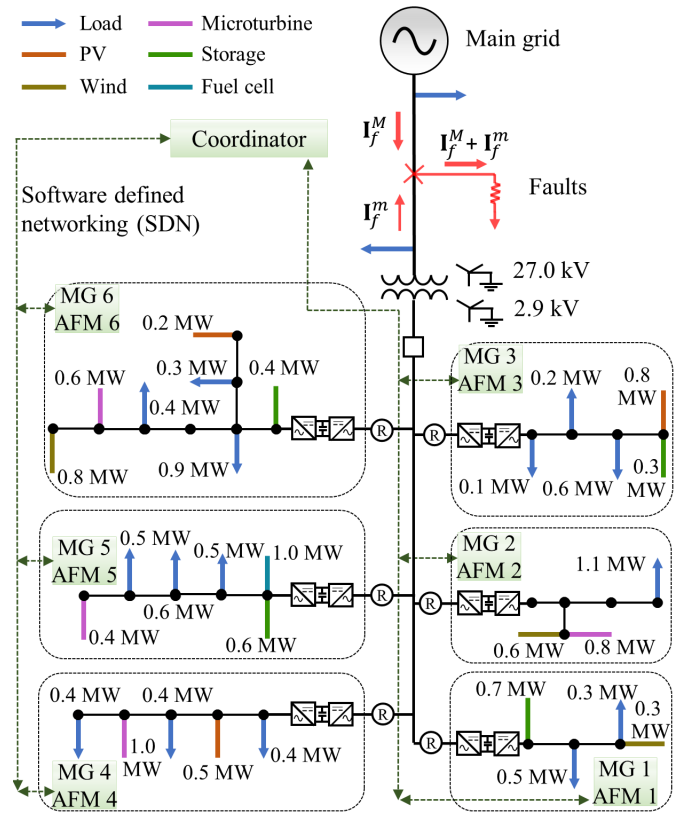 Load
Microturbine
PV
Storage
Wind
Fuel cell
Main grid
Coordinator
I_f^M
I_f^M + I_f^m
Faults
Software defined
networking (SDN)
I_f^m
27.0 kV
2.9 kV
MG 6
AFM 6
0.2 MW
0.3 MW
0.4 MW
0.6 MW
0.4 MW
0.8 MW
0.9 MW
R
MG 3
AFM 3
0.2 MW
0.8
MW
R
0.1 MW
0.6 MW
0.3
MW
MG 5
AFM 5
0.5 MW
0.5 MW
1.0 MW
0.6 MW
0.4 MW
0.6 MW
R
MG 2
AFM 2
1.1 MW
R
0.6 MW
0.8 MW
0.4 MW
0.4 MW
1.0
MW
0.5 MW
0.4 MW
R
MG 4
AFM 4
0.7 MW
0.3 MW
0.3
MW
R
0.5 MW
MG 1
AFM 1